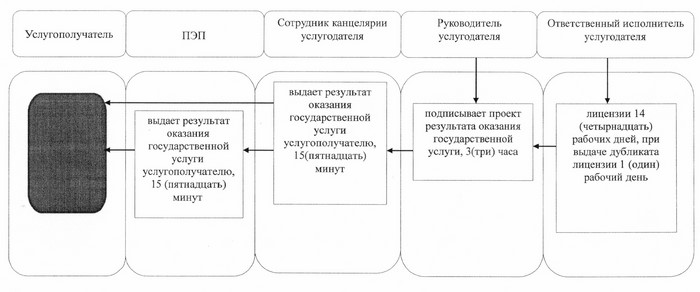 Услугополучатель
ПЭП
Сотрудник канцелярии
услугодателя
Руководитель
услугодателя
Ответственный исполнитель
услугодателя
выдает результат
оказания
государственной
услуги
услугополучателю,
15 (пятнадцать)
минут
выдает результат
оказания
государственной
услуги
услугополучателю,
15(пятнадцать)
минут
подписывает проект
результата оказания
государственной
услуги, 3(три) часа
лицензии 14
(четырнадцать)
рабочих дней, при
выдаче дубликата
лицензии 1 (один)
рабочий день